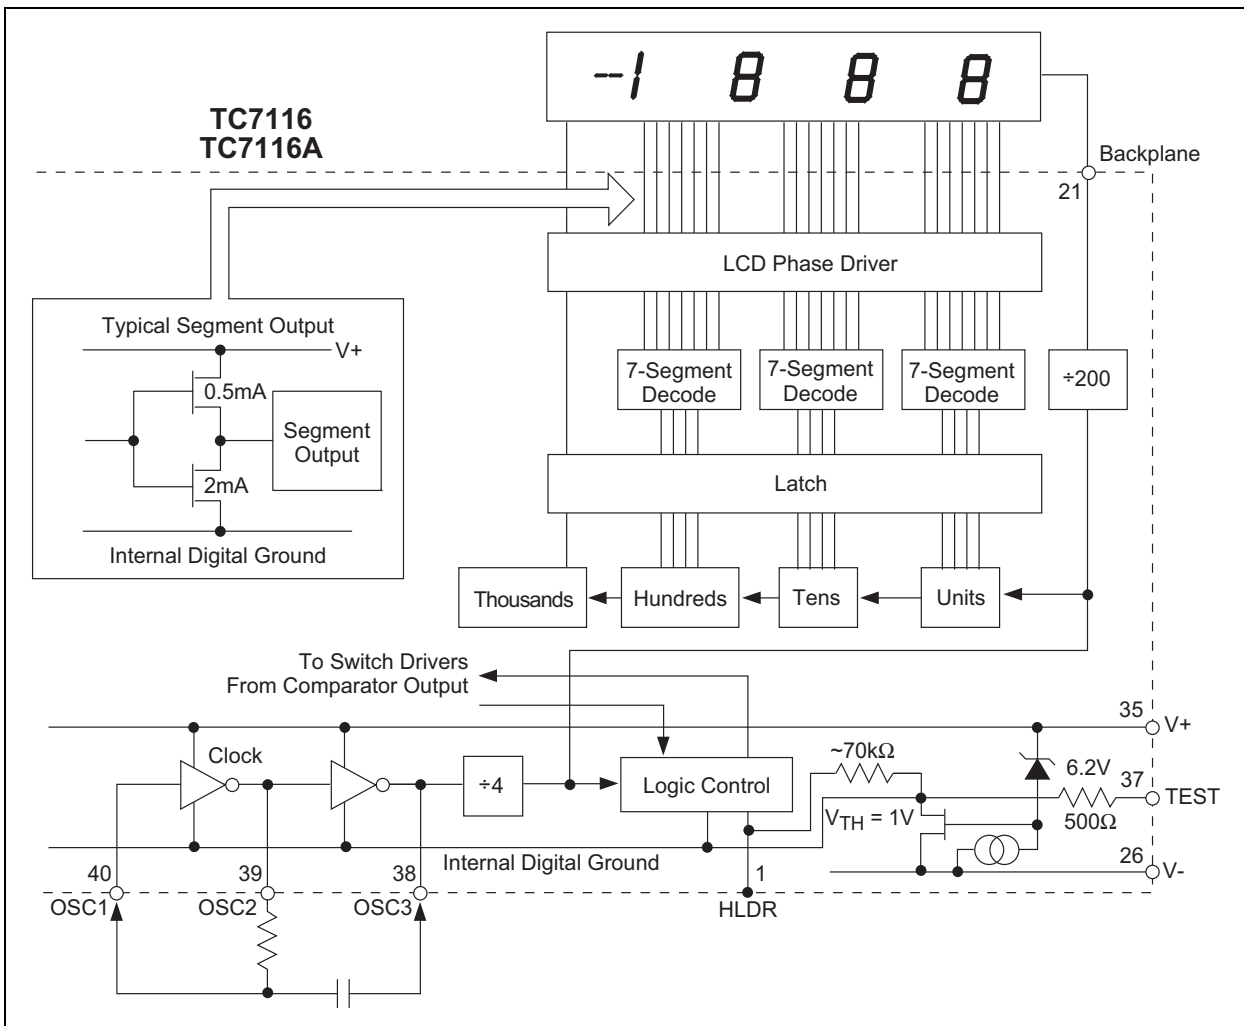 -1 8 8 8
TC7116
TC7116A
Backplane
21
LCD Phase Driver
Typical Segment Output
V+
0.5mA
Segment
Output
2mA
Internal Digital Ground
7-Segment
Decode
7-Segment
Decode
7-Segment
Decode
÷200
Latch
Thousands
Hundreds
Tens
Units
To Switch Drivers
From Comparator Output
35
V+
Clock
÷4
Logic Control
~70kΩ
6.2V
37
TEST
500Ω
VTH = 1V
Internal Digital Ground
26
V-
40
39
38
1
OSC1
OSC2
OSC3
HLDR